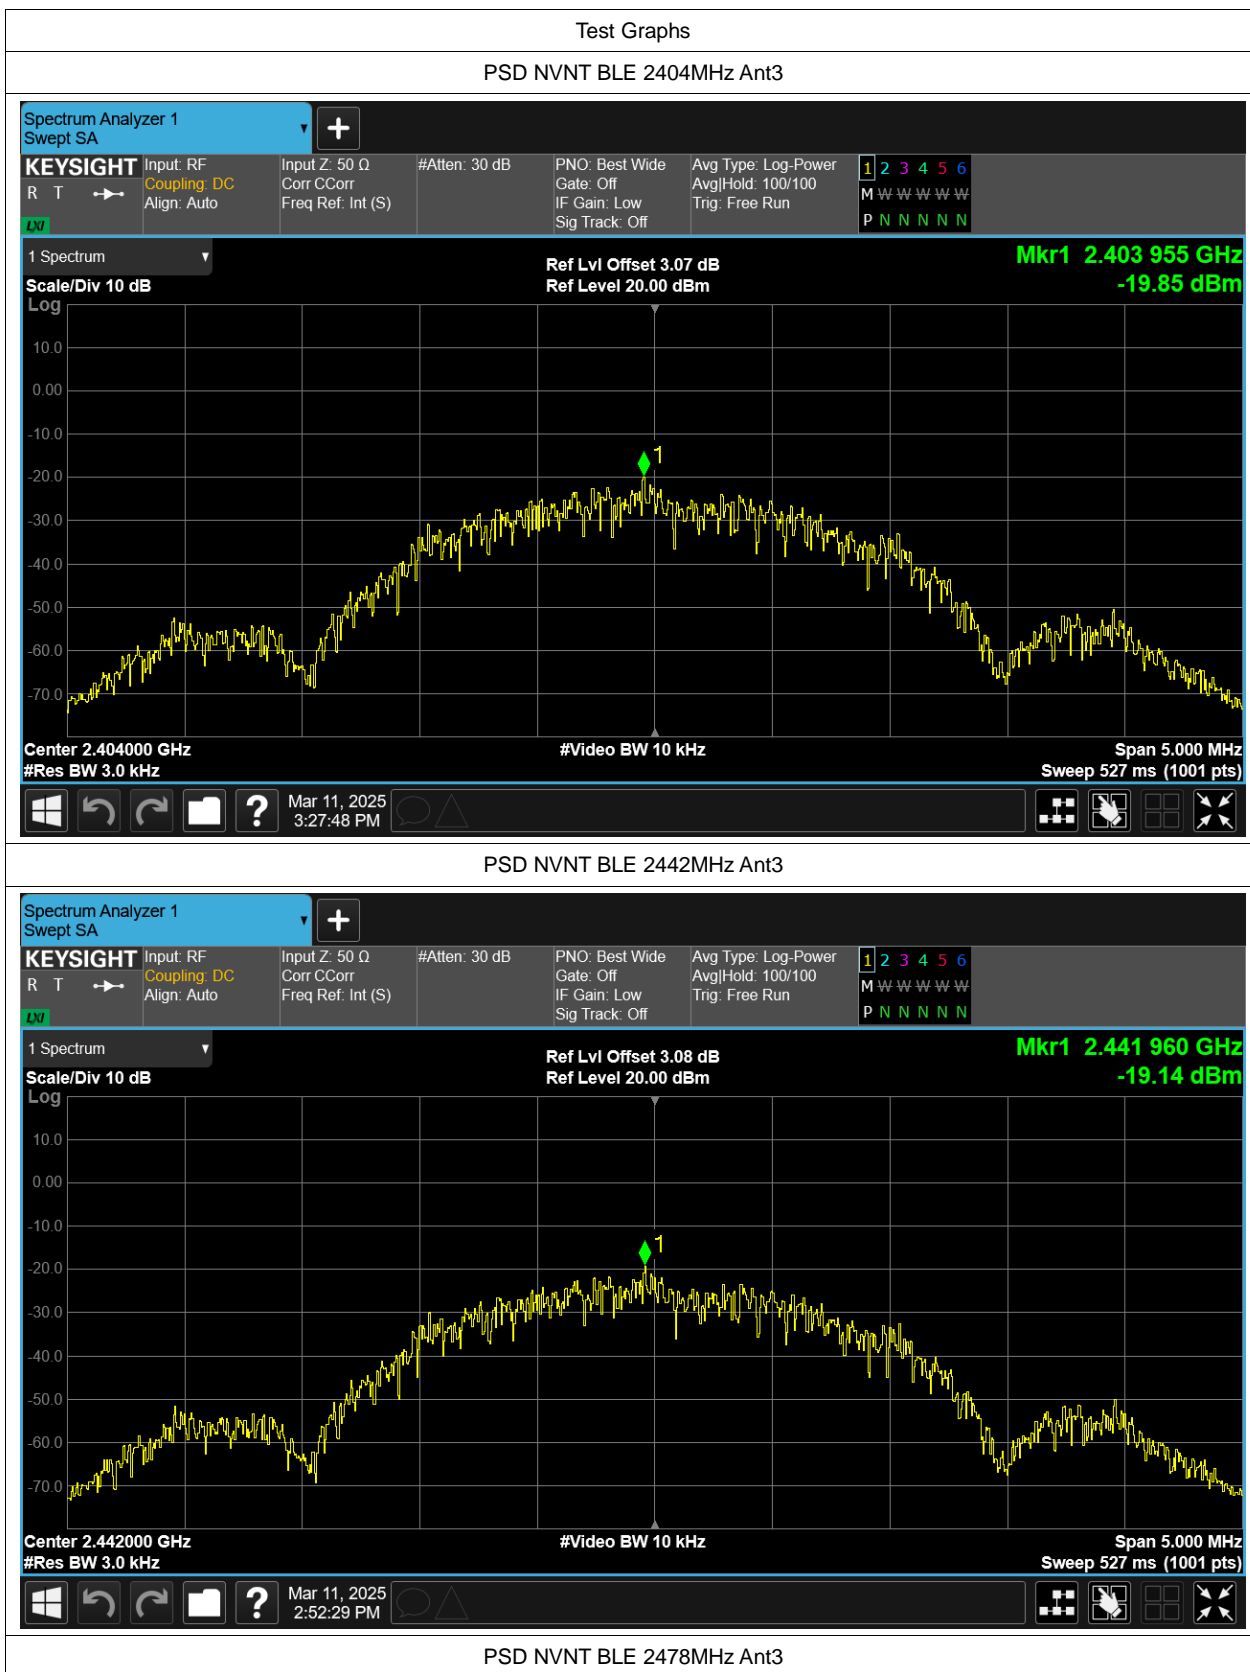 Test Graphs
PSD NVNT BLE 2404MHz Ant3
Spectrum Analyzer 1
Swept SA
KEYSIGHT
R T
LXI
Input: RF
Coupling: DC
Align: Auto
Input Z: 50 Ω
Corr CCorr
Freq Ref: Int (S)
#Atten: 30 dB
PNO: Best Wide
Gate: Off
IF Gain: Low
Sig Track: Off
Avg Type: Log-Power
Avg|Hold: 100/100
Trig: Free Run
1 2 3 4 5 6
M W W W W W
P N N N N N
1 Spectrum
Scale/Div 10 dB
Ref Lvl Offset 3.07 dB
Ref Level 20.00 dBm
Mkr1 2.403 955 GHz
-19.85 dBm
Log
10.0
0.00
-10.0
1
-20.0
-30.0
-40.0
-50.0
-60.0
-70.0
Center 2.404000 GHz
#Video BW 10 kHz
Span 5.000 MHz
#Res BW 3.0 kHz
Sweep 527 ms (1001 pts)
?
Mar 11, 2025
3:27:48 PM
PSD NVNT BLE 2442MHz Ant3
Spectrum Analyzer 1
Swept SA
KEYSIGHT
R T
LXI
Input: RF
Coupling: DC
Align: Auto
Input Z: 50 Ω
Corr CCorr
Freq Ref: Int (S)
#Atten: 30 dB
PNO: Best Wide
Gate: Off
IF Gain: Low
Sig Track: Off
Avg Type: Log-Power
Avg|Hold: 100/100
Trig: Free Run
1 2 3 4 5 6
M W W W W W
P N N N N N
1 Spectrum
Scale/Div 10 dB
Ref Lvl Offset 3.08 dB
Ref Level 20.00 dBm
Mkr1 2.441 960 GHz
-19.14 dBm
Log
10.0
0.00
-10.0
1
-20.0
-30.0
-40.0
-50.0
-60.0
-70.0
Center 2.442000 GHz
#Video BW 10 kHz
Span 5.000 MHz
#Res BW 3.0 kHz
Sweep 527 ms (1001 pts)
?
Mar 11, 2025
2:52:29 PM
PSD NVNT BLE 2478MHz Ant3